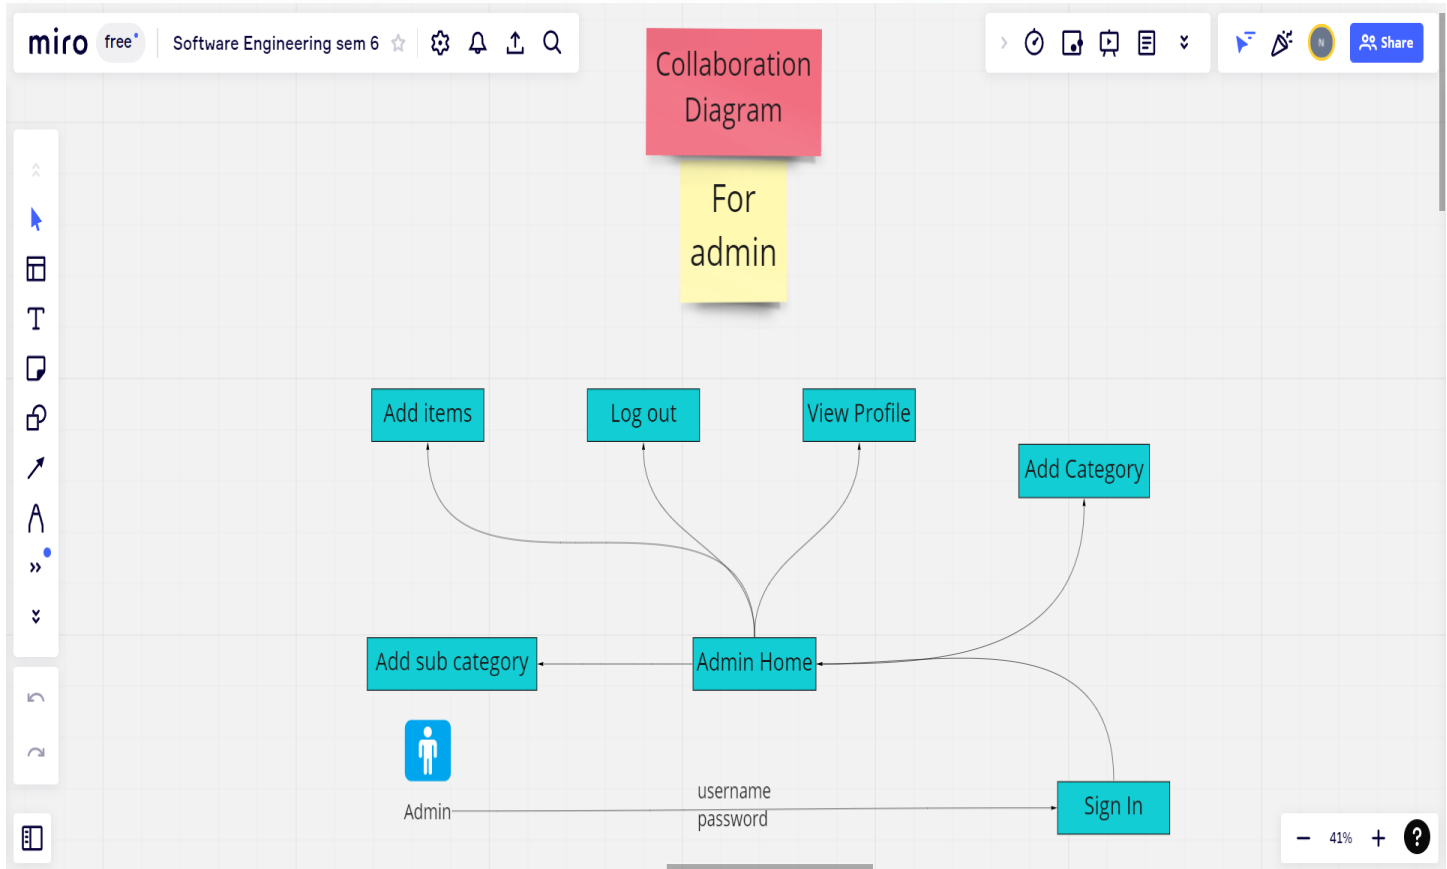 miro free Software Engineering sem 6
N Share
Collaboration
Diagram
For
admin
Add items
Log out
View Profile
Add Category
Add sub category
Admin Home
Admin
username
password
Sign In
41%